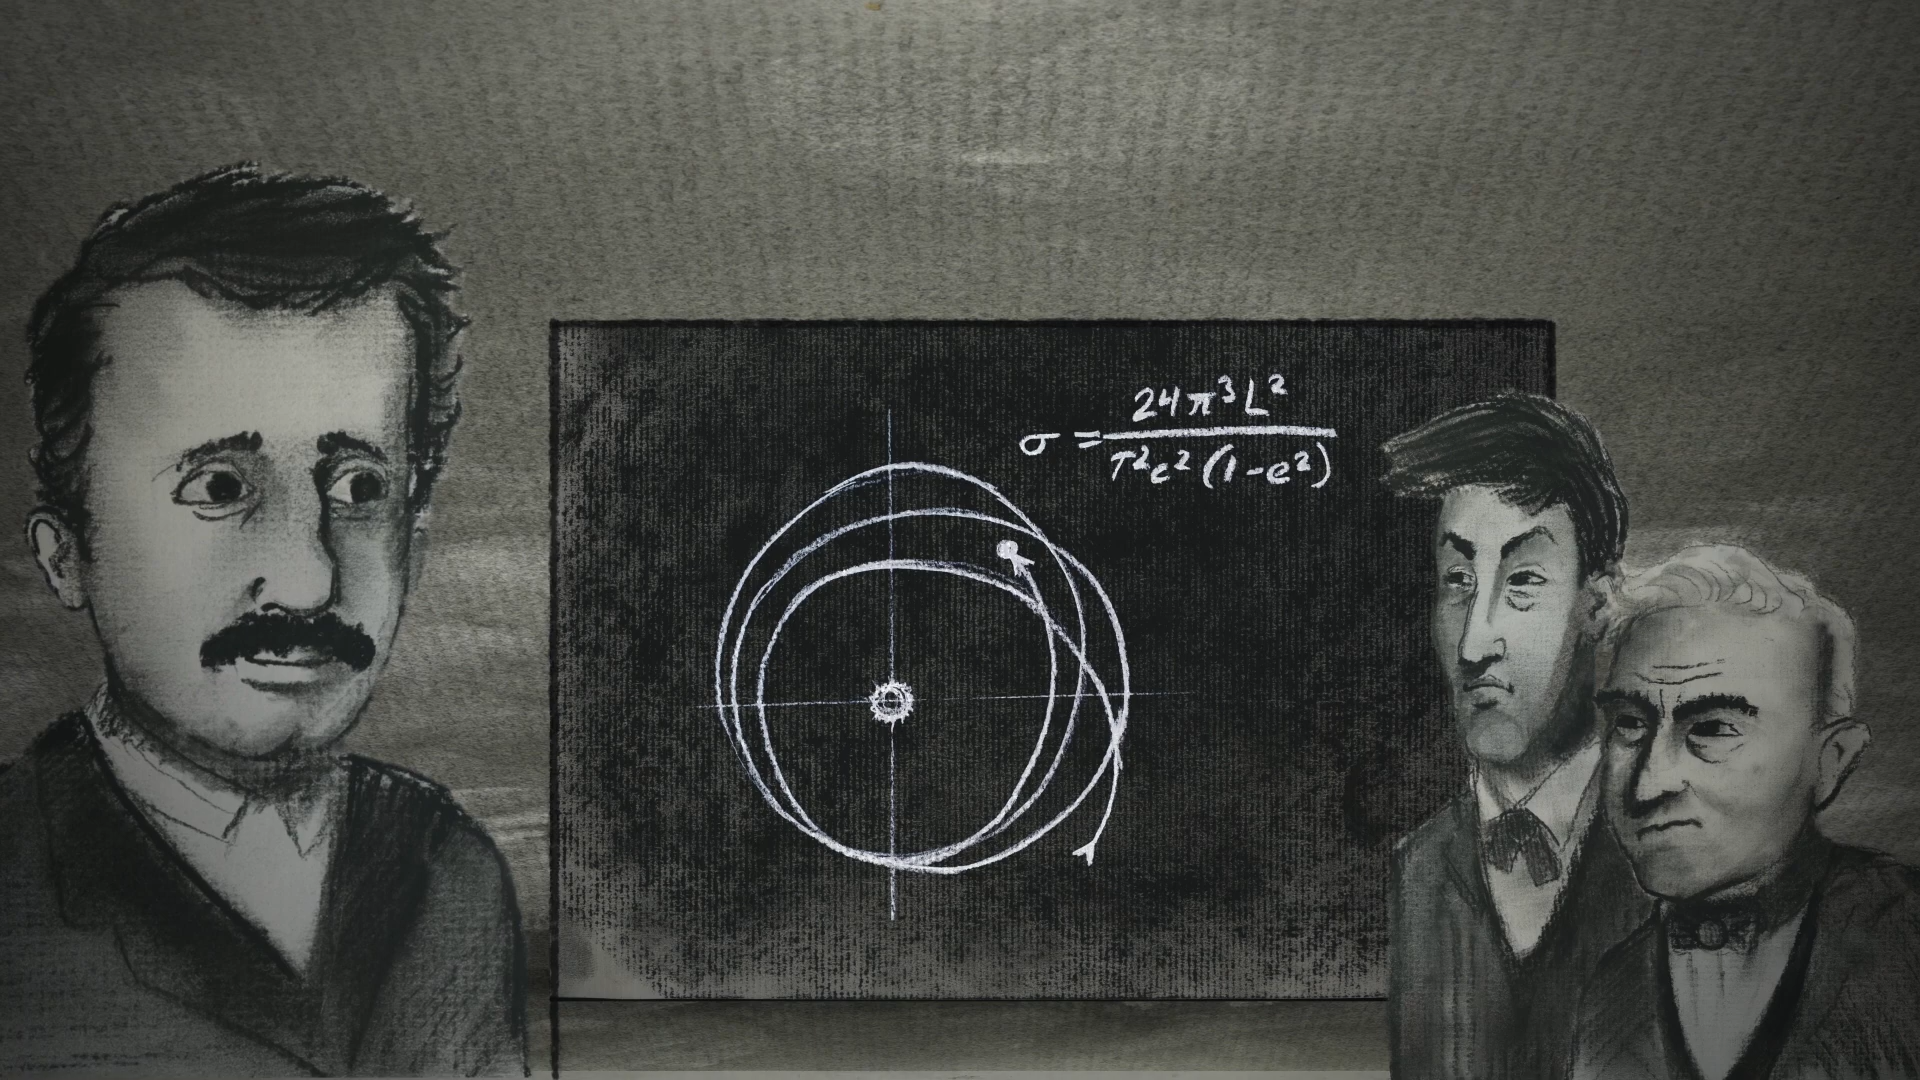 σ = 24π³L² / T²c²(1-e²)